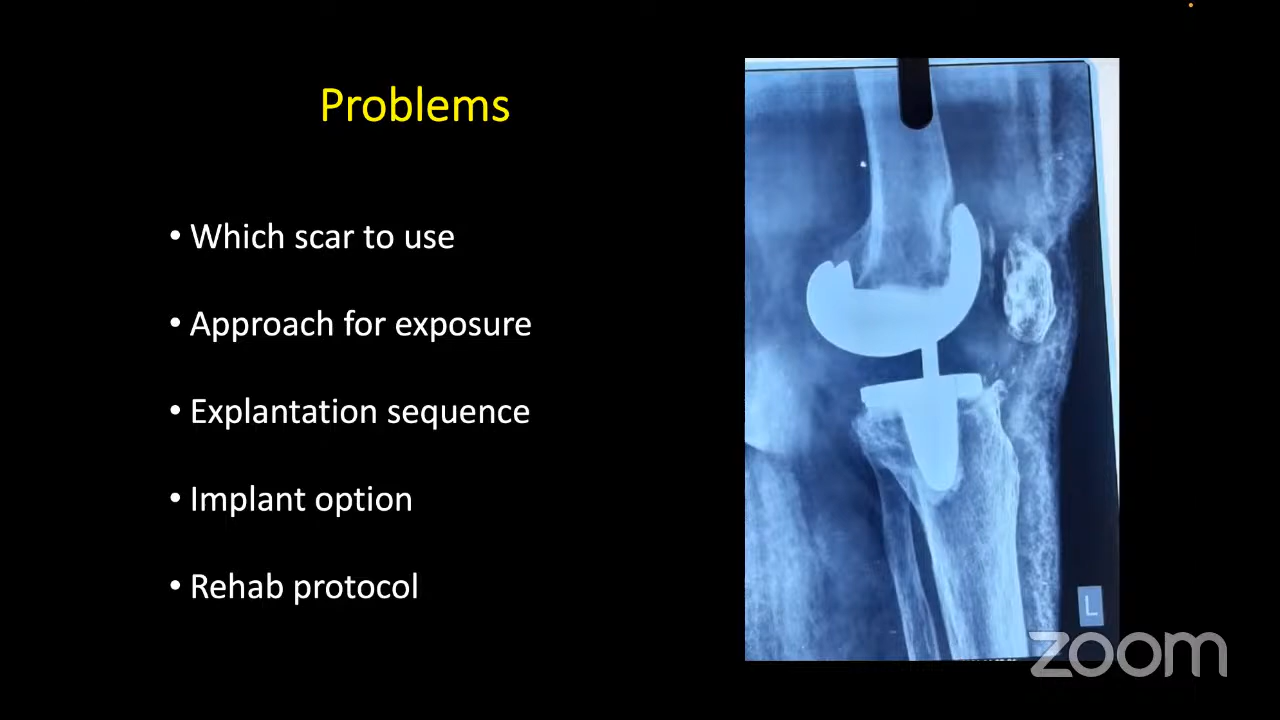 Problems
• Which scar to use
• Approach for exposure
• Explantation sequence
• Implant option
• Rehab protocol
L
zoom